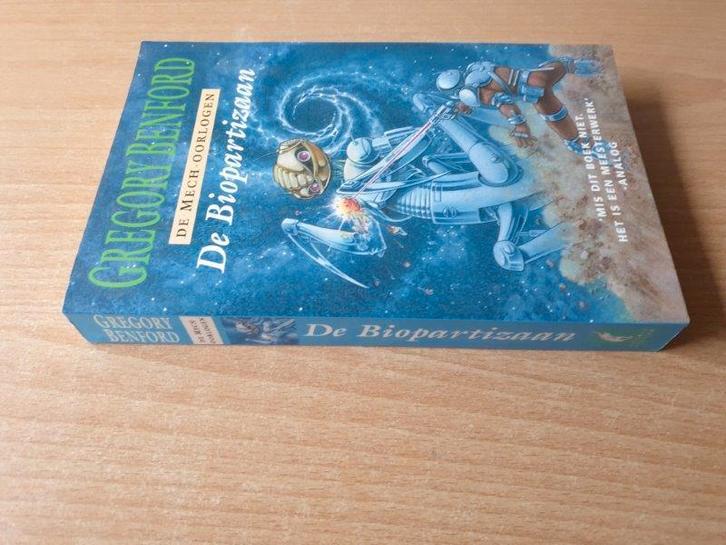 GREGORY BENFORD
DE MECH-OORLOGEN
De Biopartizaan
'MIS DIT BOEK NIET.
HET IS EEN MEESTERWERK'
-ANALOG
GREGORY
BENFORD
DE MECH-
OORLOGEN
De Biopartizaan